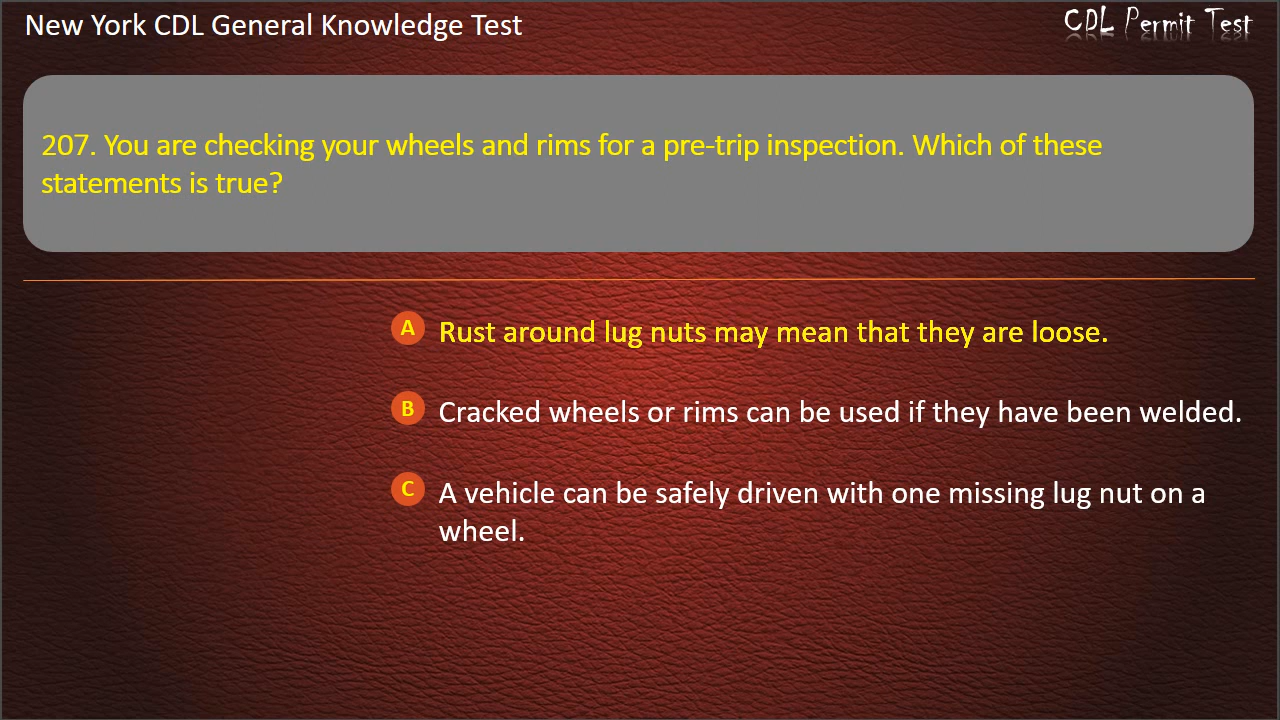 New York CDL General Knowledge Test
CDL Permit Test
207. You are checking your wheels and rims for a pre-trip inspection. Which of these
statements is true?
A Rust around lug nuts may mean that they are loose.
B Cracked wheels or rims can be used if they have been welded.
C A vehicle can be safely driven with one missing lug nut on a
wheel.